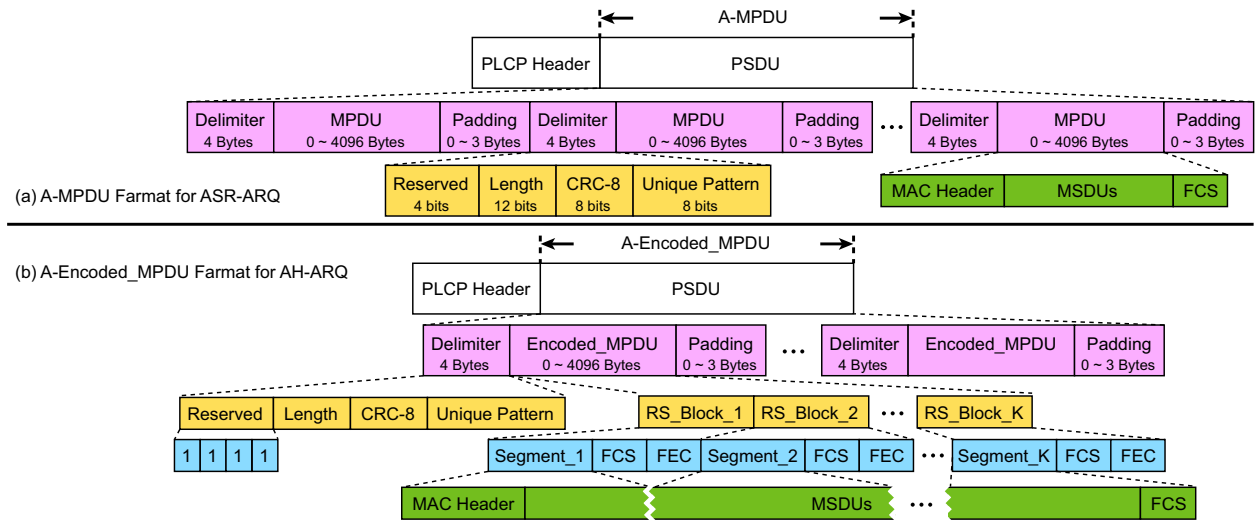 A-MPDU
PLCP Header PSDU
Delimiter MPDU Padding Delimiter MPDU Padding ••• Delimiter MPDU Padding
4 Bytes 0 ~ 4096 Bytes 0 ~ 3 Bytes 4 Bytes 0 ~ 4096 Bytes 0 ~ 3 Bytes 4 Bytes 0 ~ 4096 Bytes 0 ~ 3 Bytes
Reserved Length CRC-8 Unique Pattern
4 bits 12 bits 8 bits 8 bits
MAC Header MSDUs FCS
(a) A-MPDU Farmat for ASR-ARQ
A-Encoded_MPDU
(b) A-Encoded_MPDU Farmat for AH-ARQ
PLCP Header PSDU
Delimiter Encoded_MPDU Padding ••• Delimiter Encoded_MPDU Padding
4 Bytes 0 ~ 4096 Bytes 0 ~ 3 Bytes 4 Bytes 0 ~ 3 Bytes
Reserved Length CRC-8 Unique Pattern RS_Block_1 RS_Block_2 ••• RS_Block_K
1 1 1 1 Segment_1 FCS FEC Segment_2 FCS FEC ••• Segment_K FCS FEC
MAC Header MSDUs ••• FCS